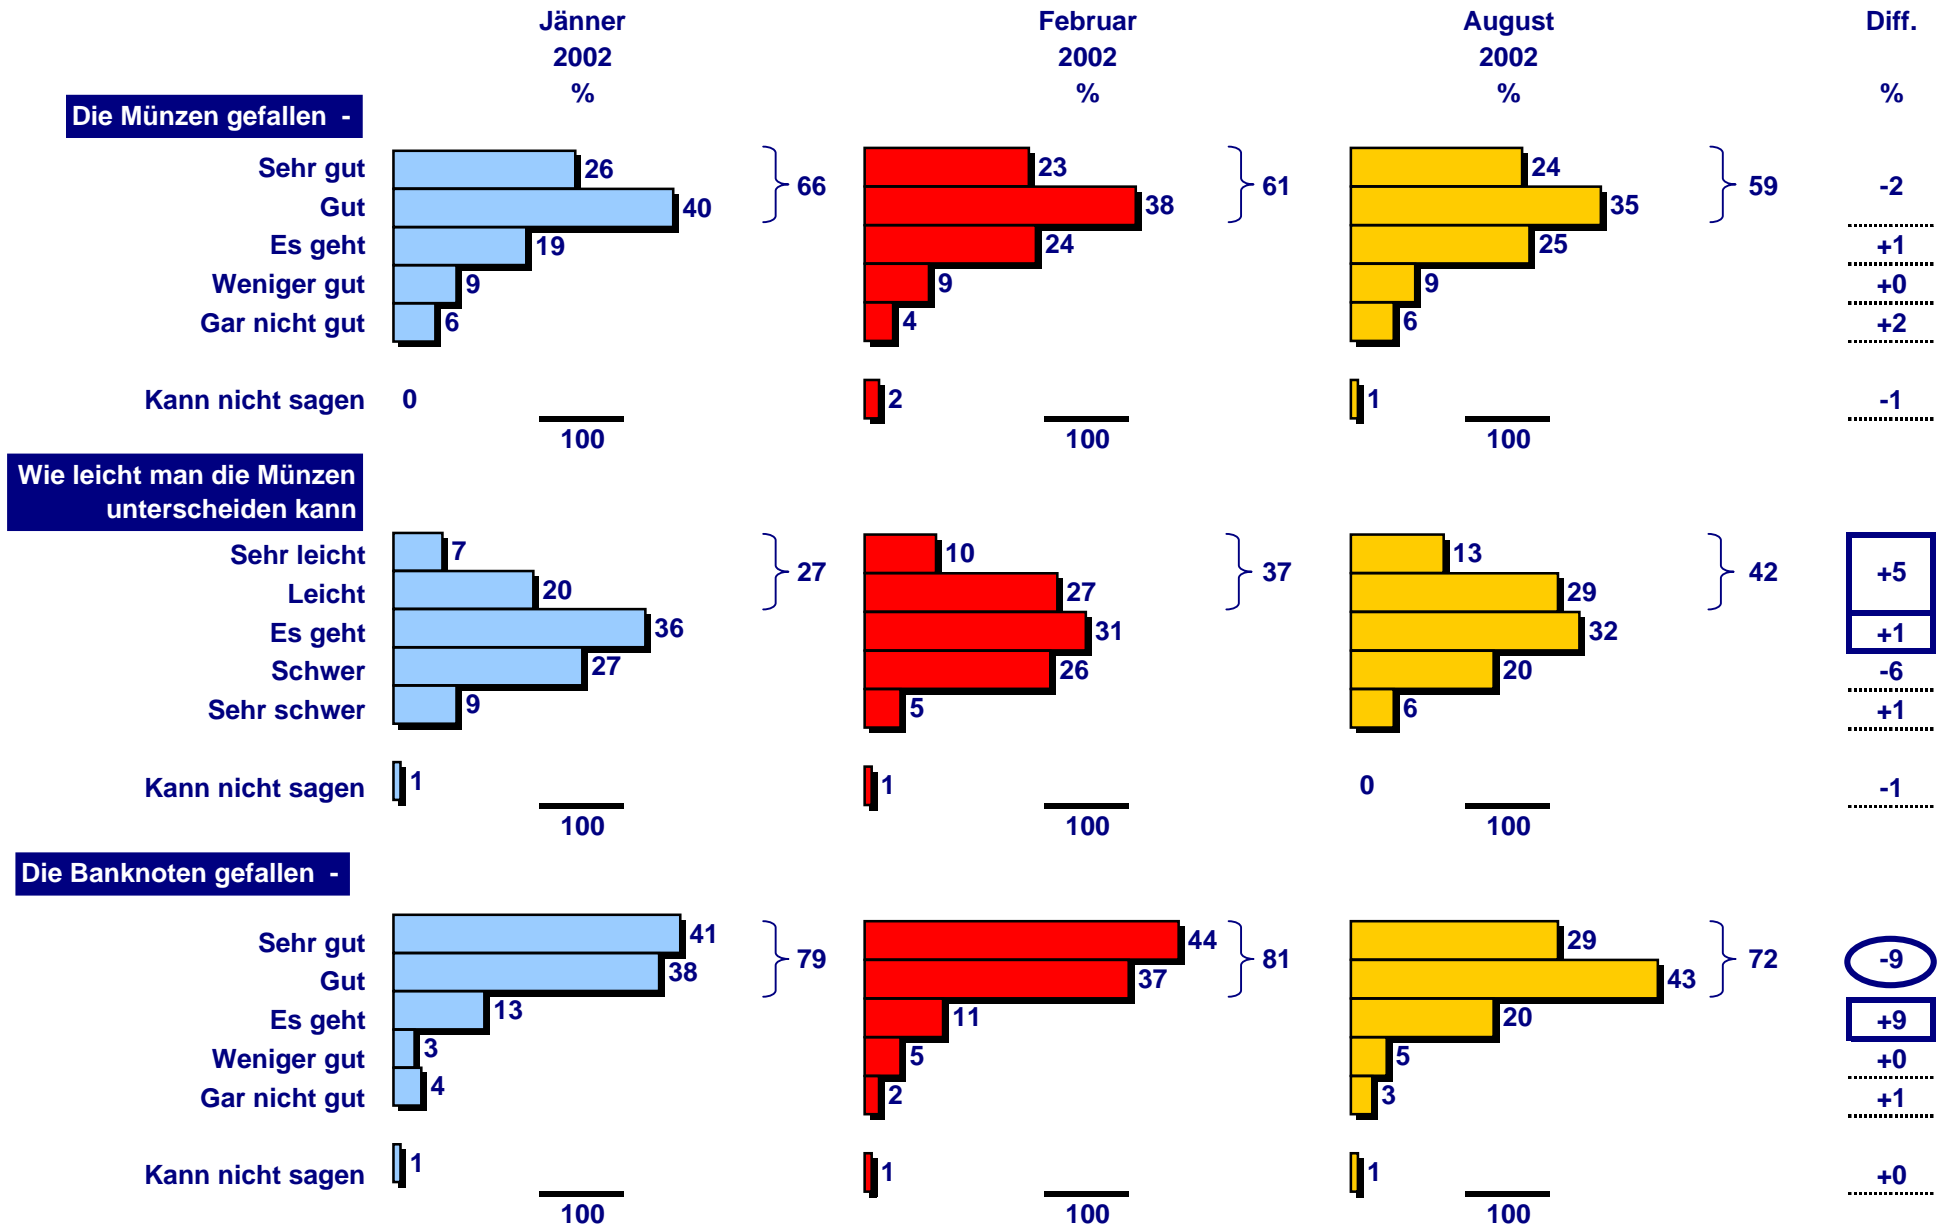 Jänner Februar August Diff.
2002 2002 2002
% % % %
Die Münzen gefallen -
Sehr gut 26 23 24
66 61 59 -2
Gut 40 38 35
Es geht 19 24 25 +1
Weniger gut 9 9 9 +0
Gar nicht gut 6 4 6 +2
Kann nicht sagen 0 2 1 -1
100 100 100
Wie leicht man die Münzen
unterscheiden kann
Sehr leicht 7 10 13
27 37 42 +5
Leicht 20 27 29
Es geht 36 31 32 +1
Schwer 27 26 20 -6
Sehr schwer 9 5 6 +1
Kann nicht sagen 1 1 0 -1
100 100 100
Die Banknoten gefallen -
Sehr gut 41 44 29
79 81 72 -9
Gut 38 37 43
Es geht 13 11 20 +9
Weniger gut 3 5 5 +0
Gar nicht gut 4 2 3 +1
Kann nicht sagen 1 1 1 +0
100 100 100